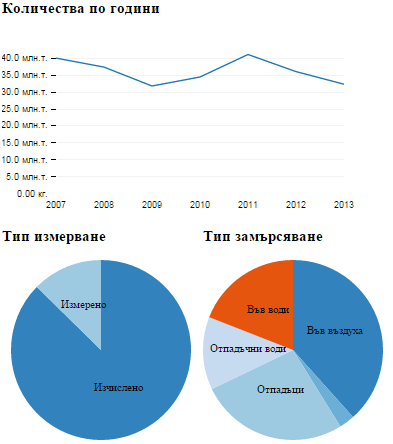 Количества по години
40.0 млн.т.
35.0 млн.т.
30.0 млн.т.
25.0 млн.т.
20.0 млн.т.
15.0 млн.т.
10.0 млн.т.
5.0 млн.т.
0.00 кг.
2007 2008 2009 2010 2011 2012 2013
Тип измерване
Тип замърсяване
Измерено
Изчислено
Във води
Във въздуха
Отпадъчни води
Отпадъци